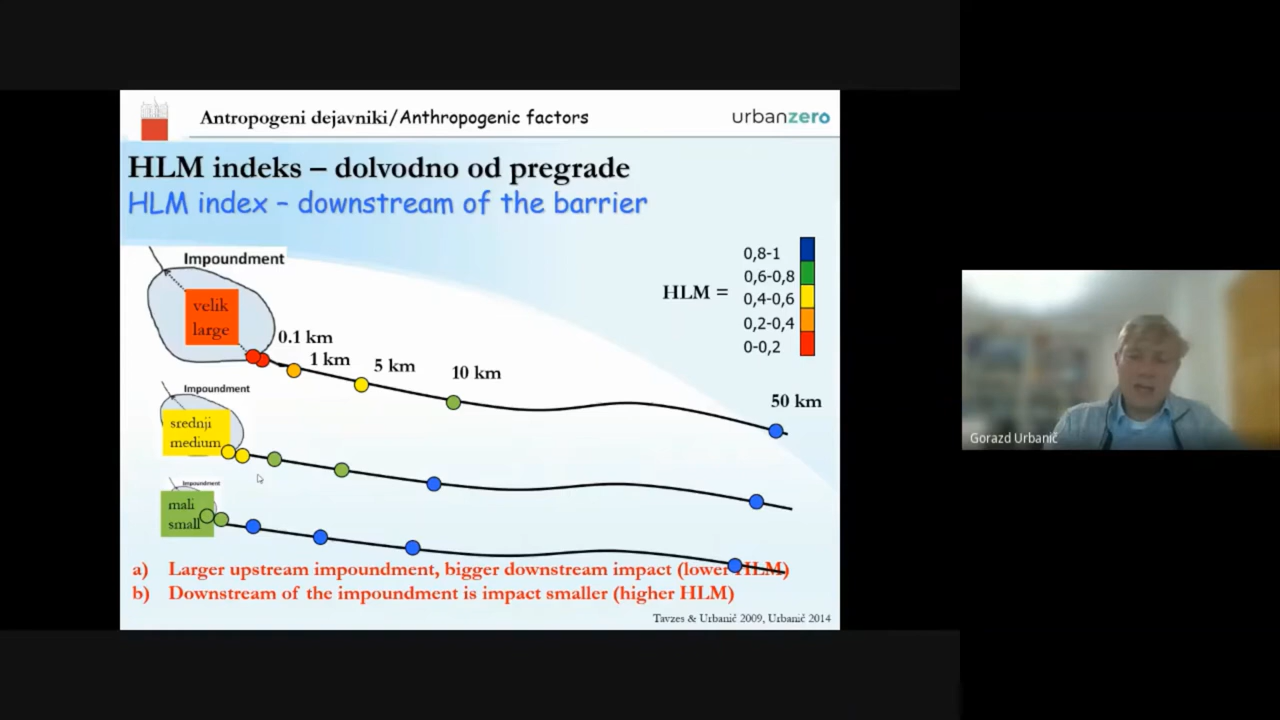 Antropogeni dejavniki/Anthropogenic factors
urbanzero
HLM indeks – dolvodno od pregrade
HLM index – downstream of the barrier
Impoundment
velik
large
0.1 km
1 km
5 km
10 km
50 km
HLM =
0,8-1
0,6-0,8
0,4-0,6
0,2-0,4
0-0,2
Impoundment
srednji
medium
Impoundment
mali
small
a) Larger upstream impoundment, bigger downstream impact (lower HLM)
b) Downstream of the impoundment is impact smaller (higher HLM)
Tavzes & Urbanič 2009, Urbanič 2014
Gorazd Urbanič